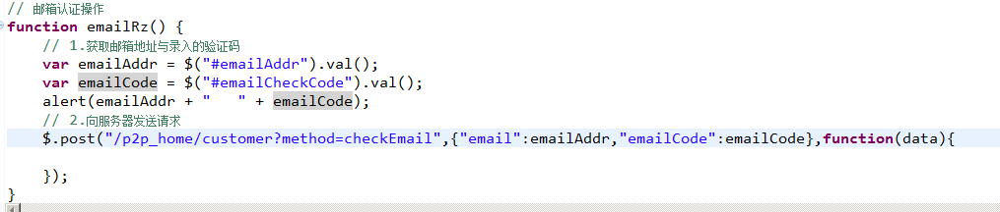 // 邮箱认证操作
function emailRz() {
// 1.获取邮箱地址与录入的验证码
var emailAddr = $("#emailAddr").val();
var emailCode = $("#emailCheckCode").val();
alert(emailAddr + "   " + emailCode);
// 2.向服务器发送请求
$.post("/p2p_home/customer?method=checkEmail",{"email":emailAddr,"emailCode":emailCode},function(data){
});
}